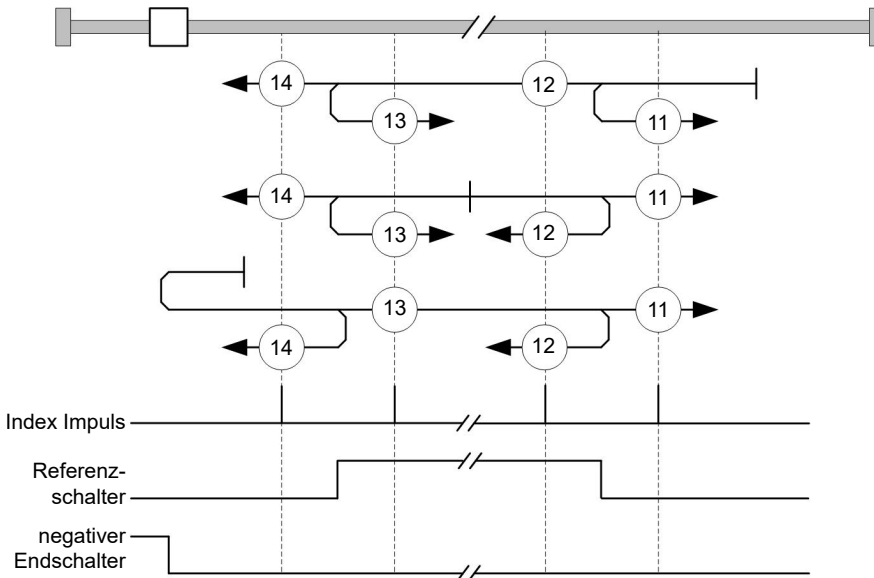 14
12
13
11
14
11
13
12
13
11
14
12
Index Impuls
Referenz-
schalter
negativer
Endschalter